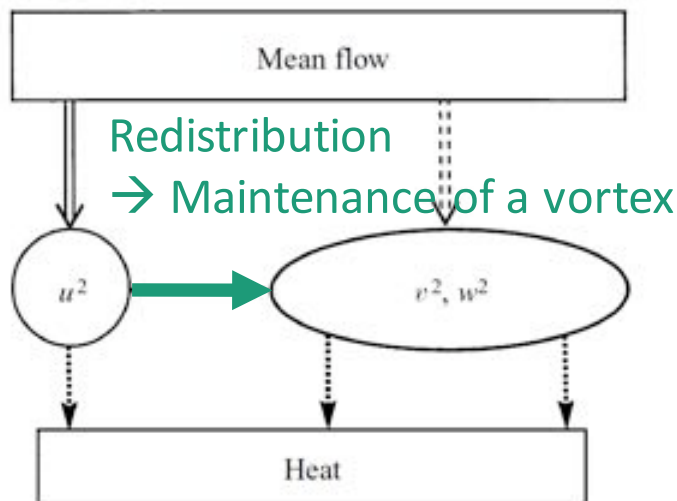 Mean flow
Redistribution
→ Maintenance of a vortex
u²
v², w²
Heat